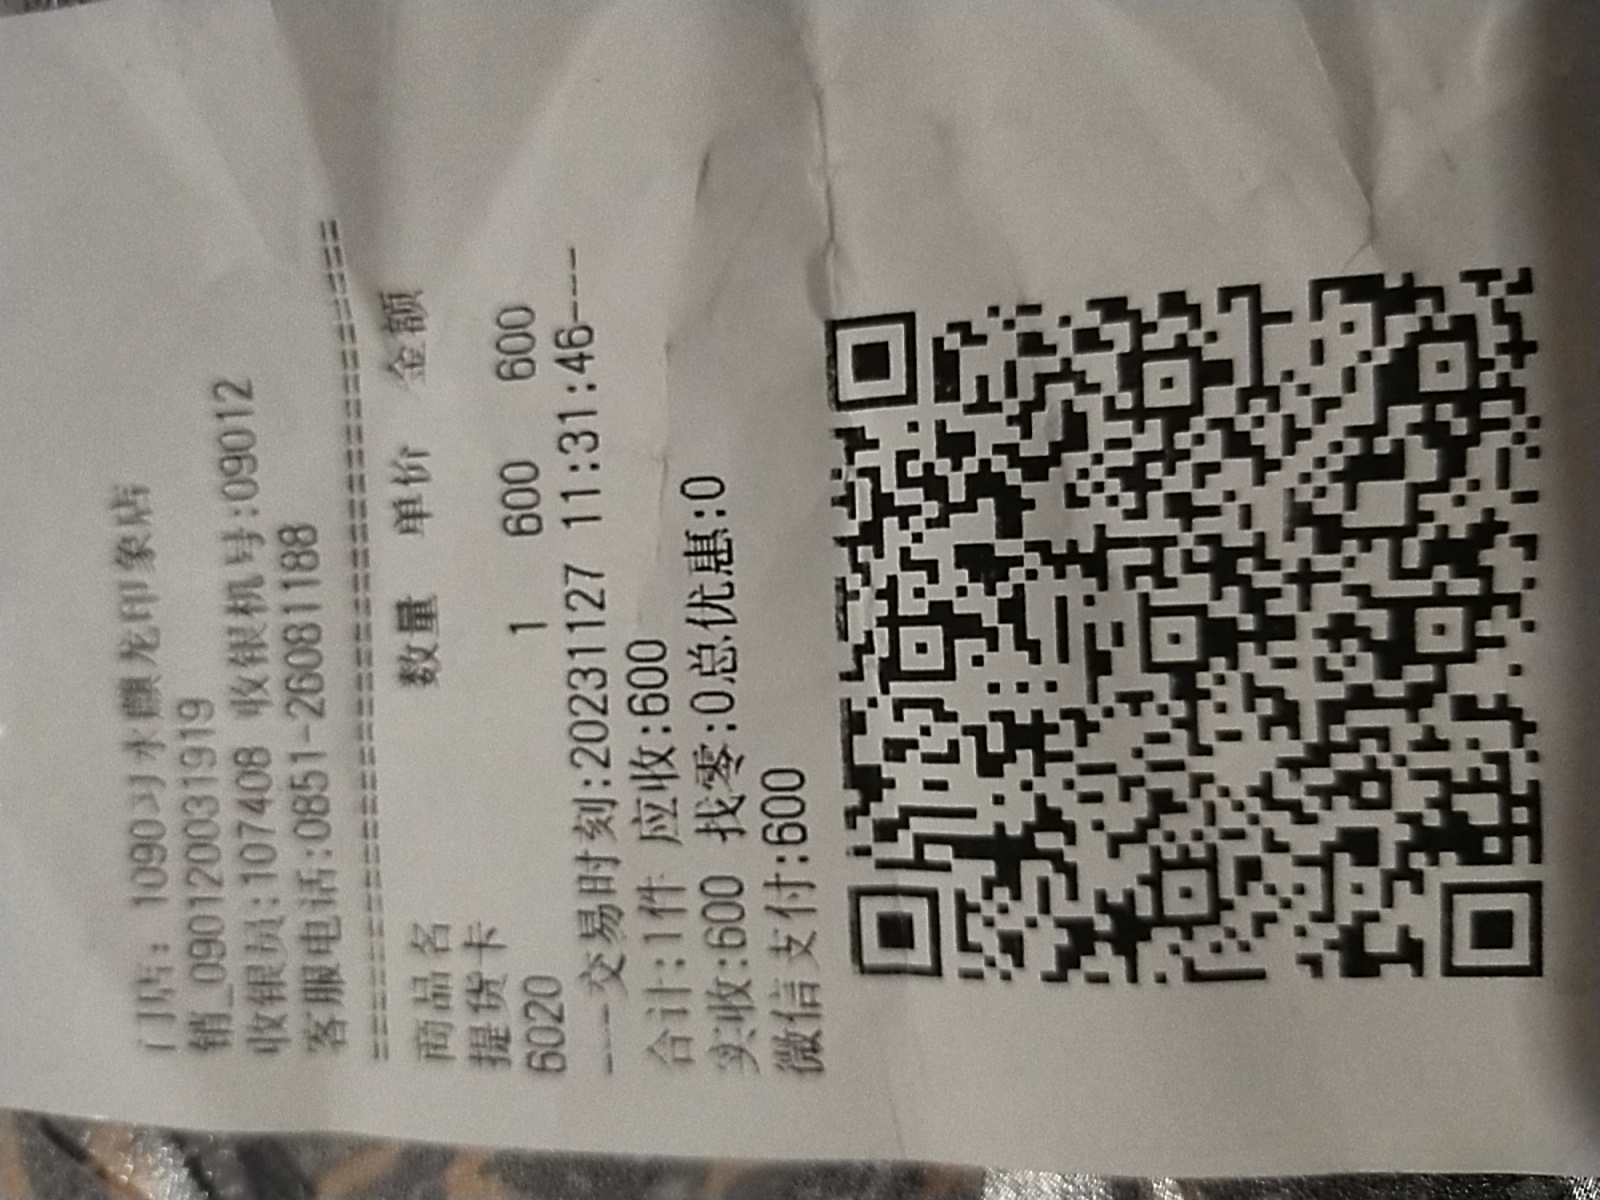 门店: 1090习水麒龙印象店
销_090120031919
收银员:107408 收银机号:09012
客服电话:0851-26081188
========================================
商品名 数量 单价 金额
提货卡
6020 1 600 600
----交易时刻:20231127 11:31:46----
合计:1件 应收:600
实收:600 找零:0总优惠:0
微信支付:600